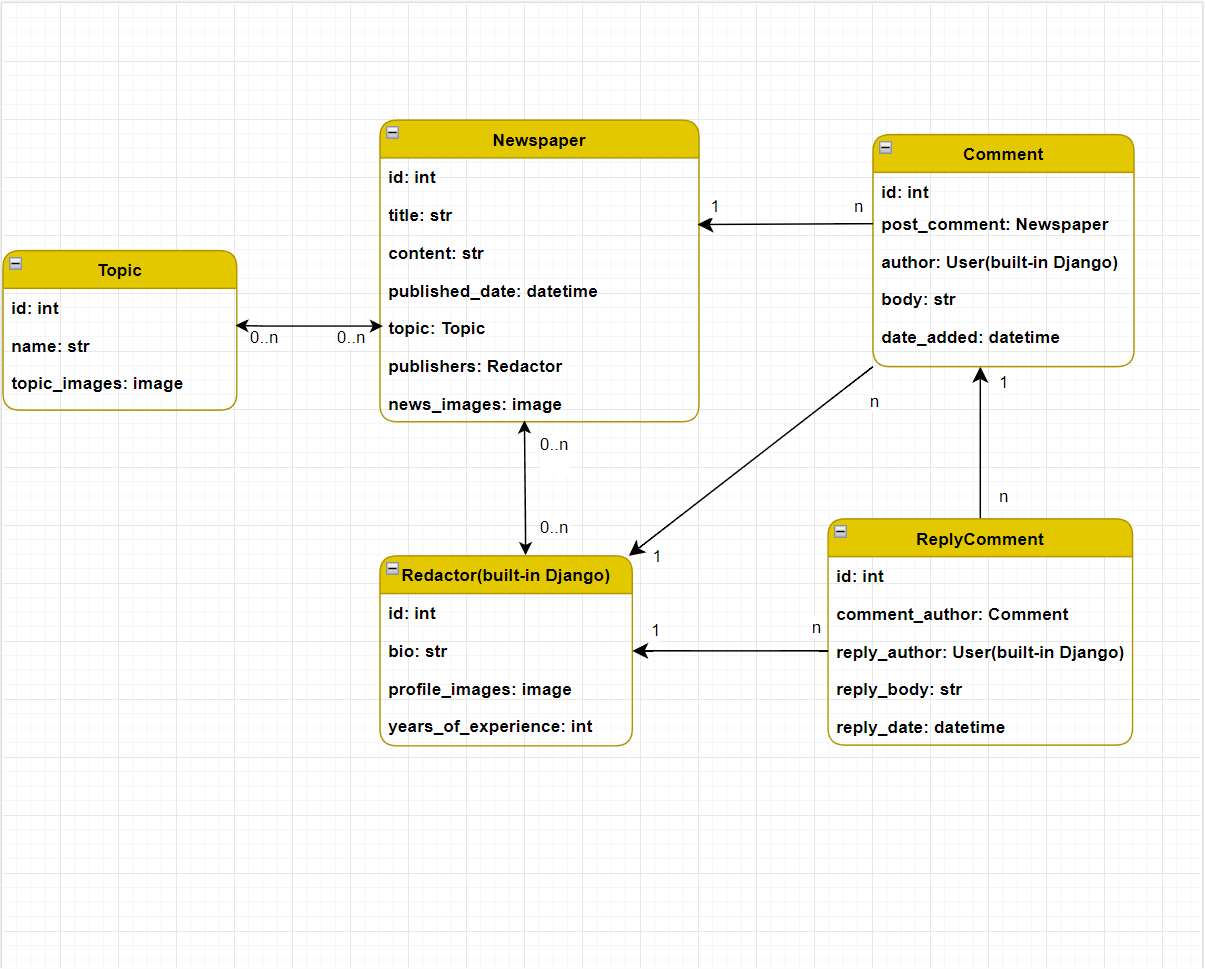 Newspaper
id: int
title: str
content: str
published_date: datetime
topic: Topic
publishers: Redactor
news_images: image
Comment
id: int
post_comment: Newspaper
author: User(built-in Django)
body: str
date_added: datetime
1
n
Topic
id: int
name: str
topic_images: image
0..n
0..n
0..n
0..n
n
1
1
n
Redactor(built-in Django)
id: int
bio: str
profile_images: image
years_of_experience: int
1
n
ReplyComment
id: int
comment_author: Comment
reply_author: User(built-in Django)
reply_body: str
reply_date: datetime